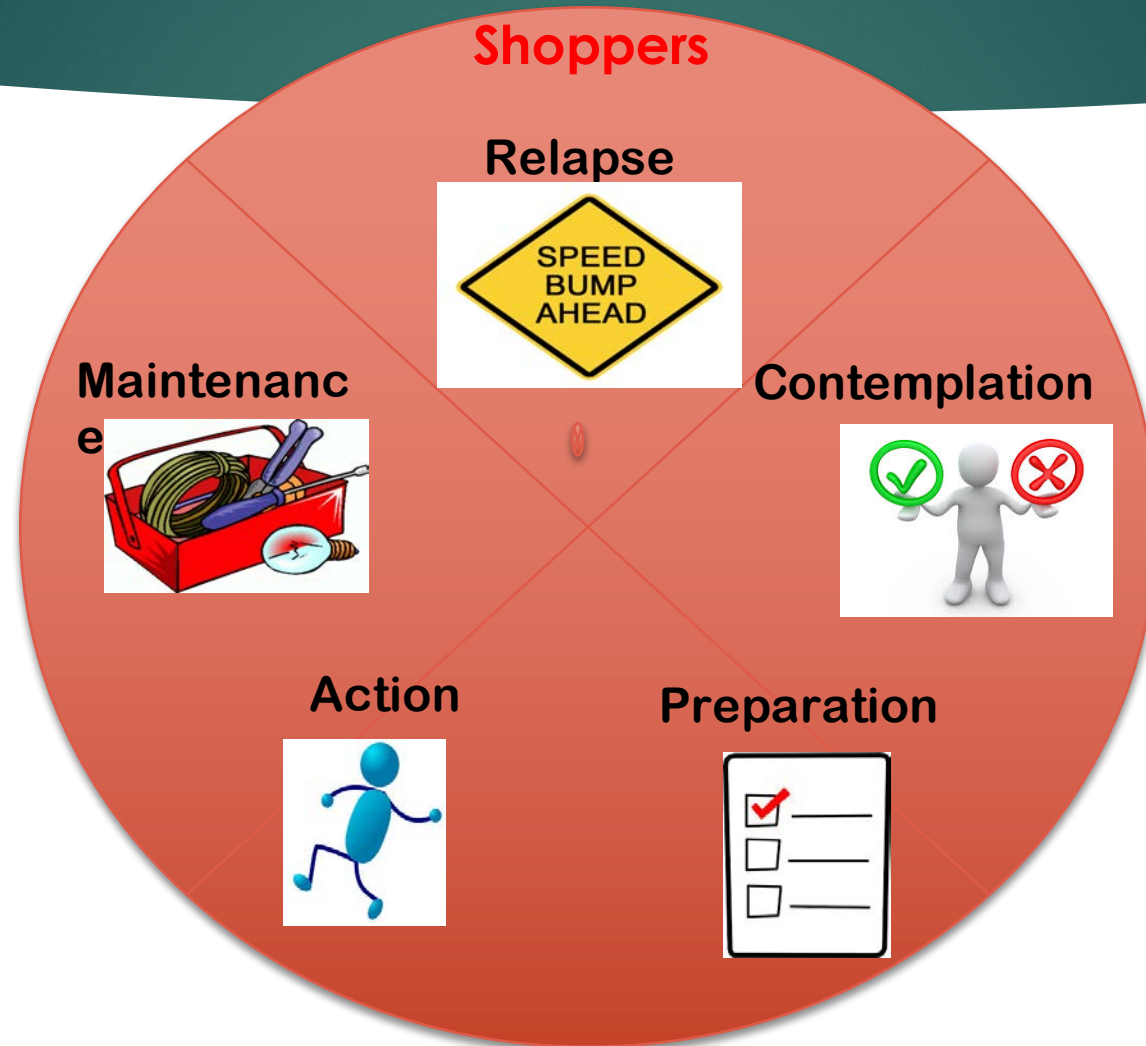 Shoppers
Relapse
SPEED
BUMP
AHEAD
Maintenanc
e
Contemplation
Action
Preparation